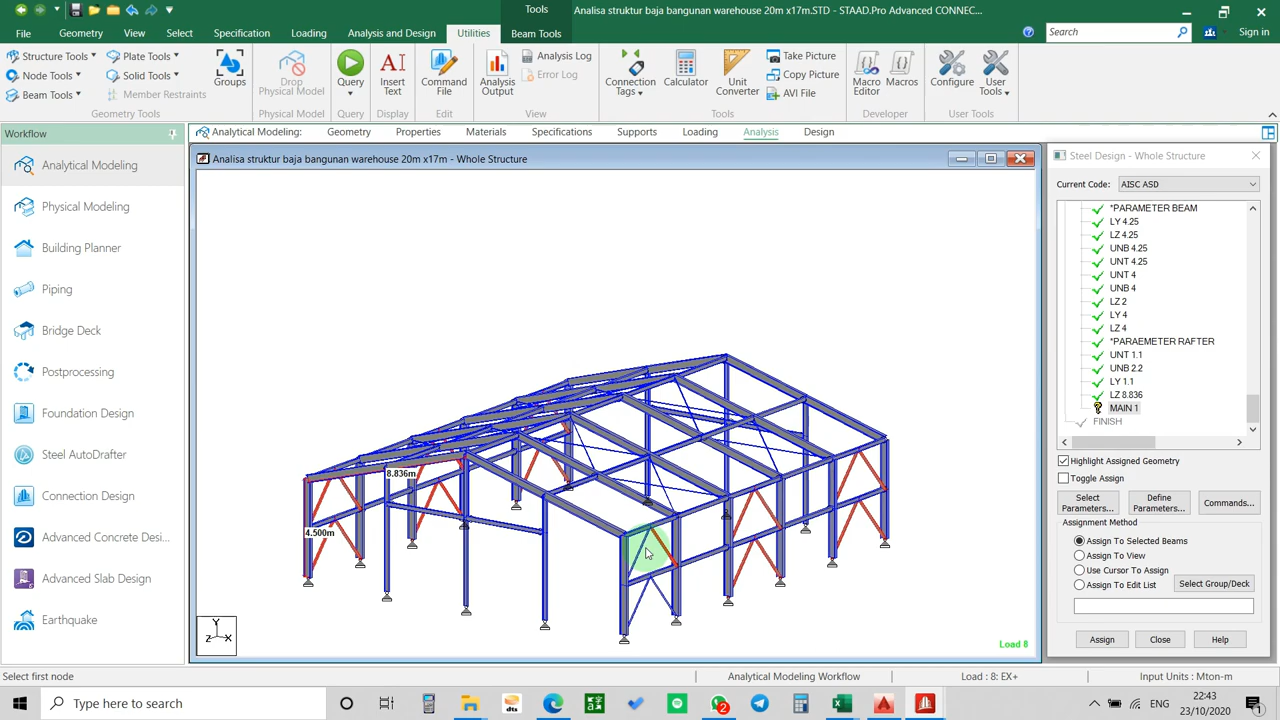 Tools
Analisa struktur baja bangunan warehouse 20m x17m.STD - STAAD.Pro Advanced CONNEC...
File
Geometry
View
Select
Specification
Loading
Analysis and Design
Utilities
Beam Tools
Search
Sign in
Structure Tools
Node Tools
Beam Tools
Plate Tools
Solid Tools
Member Restraints
Groups
Geometry Tools
Drop
Physical Model
Physical Model
Query
Query
Insert
Text
Display
Command
File
Edit
Analysis
Output
Analysis Log
Error Log
View
Connection
Tags
Calculator
Unit
Converter
Take Picture
Copy Picture
AVI File
Tools
Macro
Editor
Macros
Developer
Configure
User
Tools
User Tools
Workflow
Analytical Modeling
Physical Modeling
Building Planner
Piping
Bridge Deck
Postprocessing
Foundation Design
Steel AutoDrafter
Connection Design
Advanced Concrete Desi...
Advanced Slab Design
Earthquake
Analytical Modeling:
Geometry
Properties
Materials
Specifications
Supports
Loading
Analysis
Design
Analisa struktur baja bangunan warehouse 20m x17m - Whole Structure
8.836m
4.500m
Y
Z X
Load 8
Steel Design - Whole Structure
Current Code: AISC ASD
*PARAMETER BEAM
LY 4.25
LZ 4.25
UNB 4.25
UNT 4.25
UNT 4
UNB 4
LZ 2
LY 4
LZ 4
*PARAEMETER RAFTER
UNT 1.1
UNB 2.2
LY 1.1
LZ 8.836
MAIN 1
FINISH
Highlight Assigned Geometry
Toggle Assign
Select
Parameters...
Define
Parameters...
Commands...
Assignment Method
Assign To Selected Beams
Assign To View
Use Cursor To Assign
Assign To Edit List
Select Group/Deck
Assign
Close
Help
Select first node
Analytical Modeling Workflow
Load : 8: EX+
Input Units : Mton-m
Type here to search
dts
2
ENG
22:43
23/10/2020
1